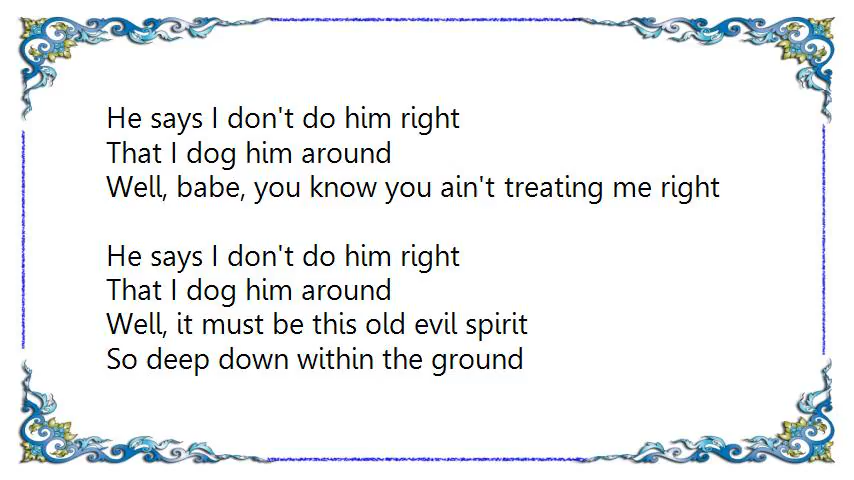 He says I don't do him right
That I dog him around
Well, babe, you know you ain't treating me right
He says I don't do him right
That I dog him around
Well, it must be this old evil spirit
So deep down within the ground